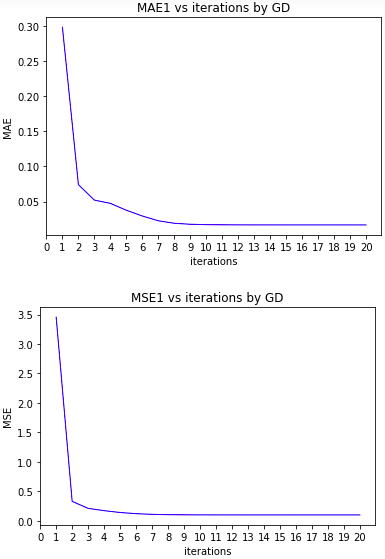 MAE1 vs iterations by GD
0.30
0.25
0.20
0.15
0.10
0.05
MAE
0 1 2 3 4 5 6 7 8 9 10 11 12 13 14 15 16 17 18 19 20
iterations
MSE1 vs iterations by GD
3.5
3.0
2.5
2.0
1.5
1.0
0.5
0.0
MSE
0 1 2 3 4 5 6 7 8 9 10 11 12 13 14 15 16 17 18 19 20
iterations